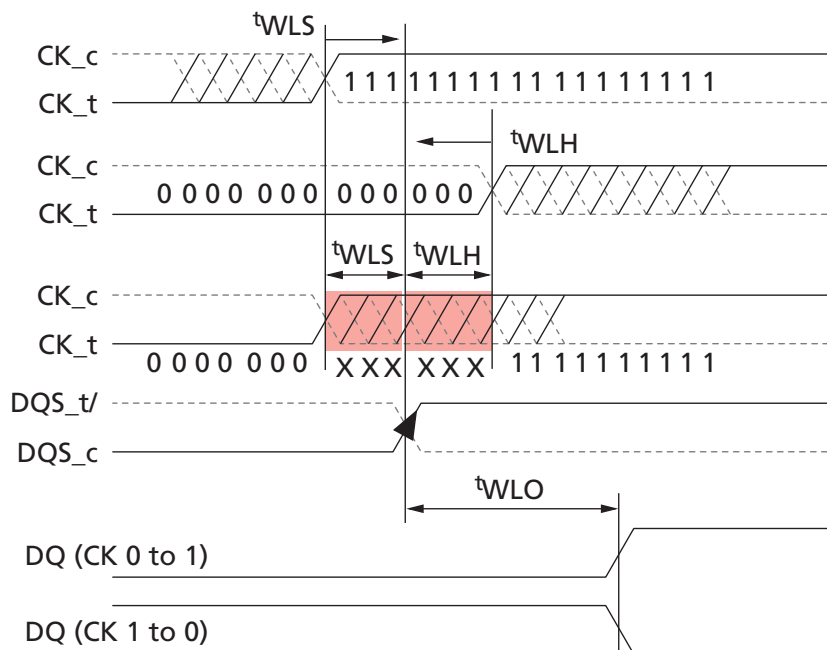 tWLS
CK_c
1 1 1 1 1 1 1 1 1 1 1 1 1 1 1 1 1
CK_t
tWLH
CK_c
0 0 0 0 0 0 0 0 0 0 0 0 0
CK_t
tWLS tWLH
CK_c
CK_t
0 0 0 0 0 0 0 X X X X X X 1 1 1 1 1 1 1 1 1
DQS_t/
DQS_c
tWLO
DQ (CK 0 to 1)
DQ (CK 1 to 0)